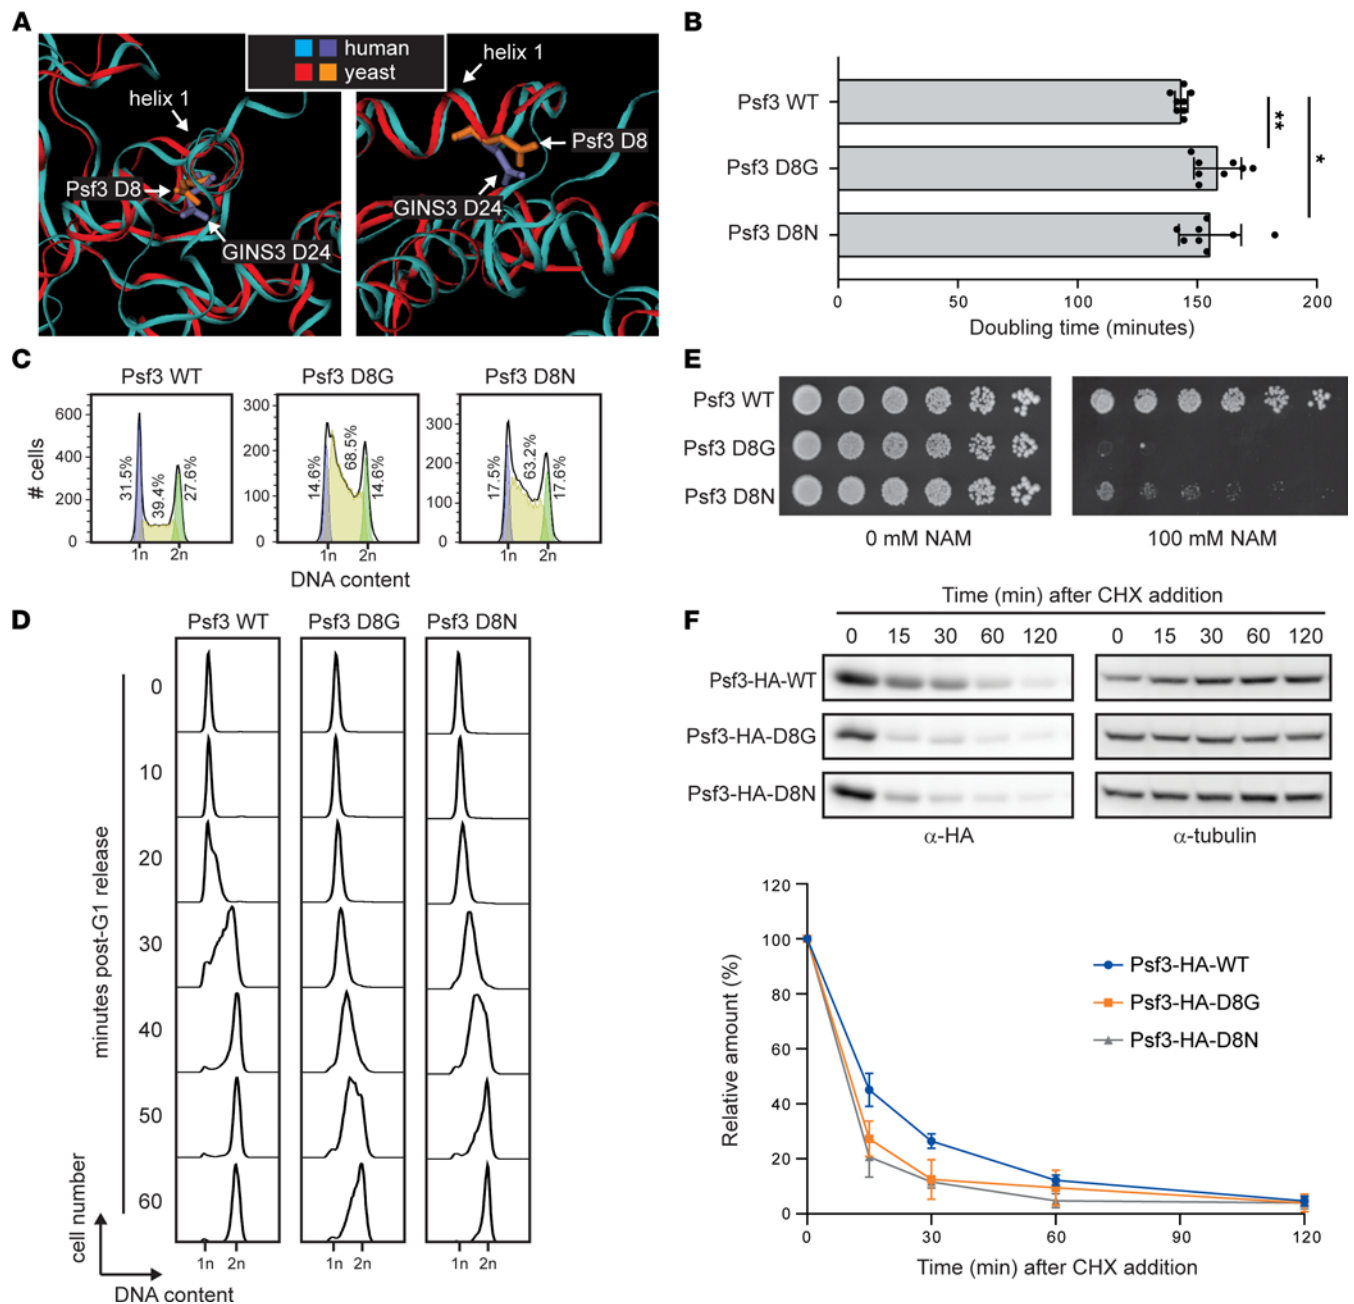 A
human
yeast
helix 1
Psf3 D8
GINS3 D24
helix 1
Psf3 D8
GINS3 D24
B
Psf3 WT
Psf3 D8G
Psf3 D8N
**
*
0 50 100 150 200
Doubling time (minutes)
C
Psf3 WT Psf3 D8G Psf3 D8N
# cells
600
400
200
0
31.5%
39.4%
27.6%
1n 2n
300
200
100
0
14.6%
68.5%
14.8%
1n 2n
400
300
200
100
0
17.5%
63.2%
17.6%
1n 2n
DNA content
D
Psf3 WT Psf3 D8G Psf3 D8N
minutes post-G1 release
0
10
20
30
40
50
60
cell number
1n 2n 1n 2n 1n 2n
DNA content
E
Psf3 WT
Psf3 D8G
Psf3 D8N
0 mM NAM 100 mM NAM
F
Time (min) after CHX addition
0 15 30 60 120 0 15 30 60 120
Psf3-HA-WT
Psf3-HA-D8G
Psf3-HA-D8N
α-HA α-tubulin
Relative amount (%)
120
100
80
60
40
20
0
Psf3-HA-WT
Psf3-HA-D8G
Psf3-HA-D8N
0 30 60 90 120
Time (min) after CHX addition